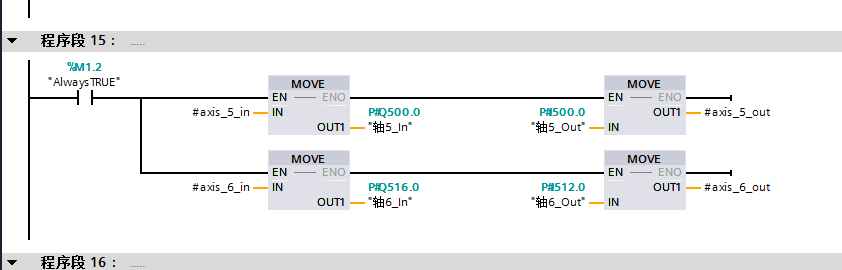 程序段 15： .....
%M1.2
"AlwaysTRUE"
MOVE MOVE
EN ENO EN ENO
#axis_5_in IN P#Q500.0 P#I500.0 OUT1 #axis_5_out
OUT1 "轴5_In" "轴5_Out" IN
MOVE MOVE
EN ENO EN ENO
#axis_6_in IN P#Q516.0 P#I512.0 OUT1 #axis_6_out
OUT1 "轴6_In" "轴6_Out" IN
程序段 16： .....